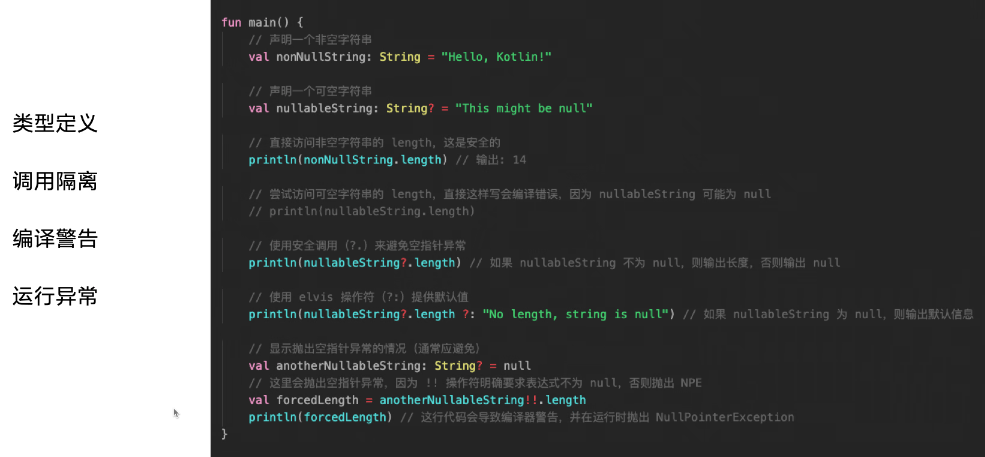 类型定义
调用隔离
编译警告
运行异常
fun main() {
// 声明一个非空字符串
val nonNullString: String = "Hello, Kotlin!"
// 声明一个可空字符串
val nullableString: String? = "This might be null"
// 直接访问非空字符串的 length，这是安全的
println(nonNullString.length) // 输出: 14
// 尝试访问可空字符串的 length，直接这样写会编译错误，因为 nullableString 可能为 null
// println(nullableString.length)
// 使用安全调用（?.）来避免空指针异常
println(nullableString?.length) // 如果 nullableString 不为 null，则输出长度，否则输出 null
// 使用 elvis 操作符（?:）提供默认值
println(nullableString?.length ?: "No length, string is null") // 如果 nullableString 为 null，则输出默认信息
// 显示抛出空指针异常的情况（通常应避免）
val anotherNullableString: String? = null
// 这里会抛出空指针异常，因为 !! 操作符明确要求表达式不为 null，否则抛出 NPE
val forcedLength = anotherNullableString!!.length
println(forcedLength) // 这行代码会导致编译器警告，并在运行时抛出 NullPointerException
}